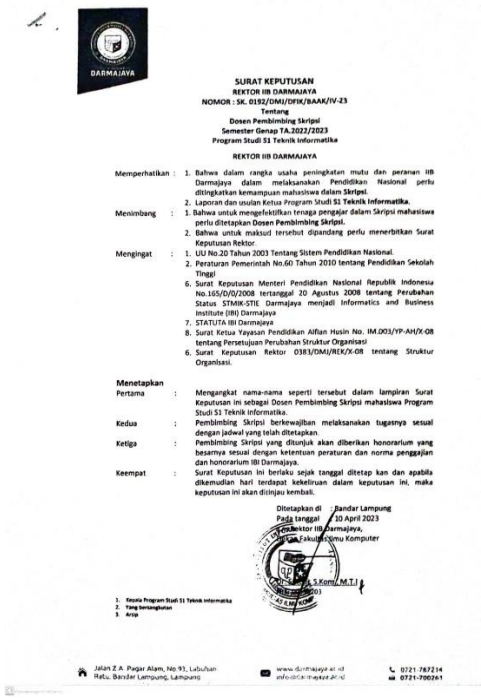 DARMAJAYA
SURAT KEPUTUSAN
REKTOR IIB DARMAJAYA
NOMOR : SK. 0192/DMJ/DFIK/BAAK/IV-23
Tentang
Dosen Pembimbing Skripsi
Semester Genap TA.2022/2023
Program Studi S1 Teknik Informatika
REKTOR IIB DARMAJAYA
Memperhatikan : 1. Bahwa dalam rangka usaha peningkatan mutu dan peranan IIB
Darmajaya dalam melaksanakan Pendidikan Nasional perlu
ditingkatkan kemampuan mahasiswa dalam Skripsi.
2. Laporan dan usulan Ketua Program Studi S1 Teknik Informatika.
Menimbang : 1. Bahwa untuk mengefektifkan tenaga pengajar dalam Skripsi mahasiswa
perlu ditetapkan Dosen Pembimbing Skripsi.
2. Bahwa untuk maksud tersebut dipandang perlu menerbitkan Surat
Keputusan Rektor.
Mengingat : 1. UU No.20 Tahun 2003 Tentang Sistem Pendidikan Nasional.
2. Peraturan Pemerintah No.60 Tahun 2010 tentang Pendidikan Sekolah
Tinggi
6. Surat Keputusan Menteri Pendidikan Nasional Republik Indonesia
No.165/D/0/2008 tertanggal 20 Agustus 2008 tentang Perubahan
Status STMIK-STIE Darmajaya menjadi Informatics and Business
Institute (IBI) Darmajaya
7. STATUTA IBI Darmajaya
8. Surat Ketua Yayasan Pendidikan Alfian Husin No. IM.003/YP-AH/X-08
tentang Persetujuan Perubahan Struktur Organisasi
6. Surat Keputusan Rektor 0383/DMJ/REK/X-08 tentang Struktur
Organisasi.
Menetapkan
Pertama : Mengangkat nama-nama seperti tersebut dalam lampiran Surat
Keputusan ini sebagai Dosen Pembimbing Skripsi mahasiswa Program
Studi S1 Teknik Informatika.
Kedua : Pembimbing Skripsi berkewajiban melaksanakan tugasnya sesuai
dengan jadwal yang telah ditetapkan.
Ketiga : Pembimbing Skripsi yang ditunjuk akan diberikan honorarium yang
besarnya sesuai dengan ketentuan peraturan dan norma penggajian
dan honorarium IBI Darmajaya.
Keempat : Surat Keputusan ini berlaku sejak tanggal ditetap kan dan apabila
dikemudian hari terdapat kekeliruan dalam keputusan ini, maka
keputusan ini akan ditinjau kembali.
Ditetapkan di : Bandar Lampung
Pada tanggal : 10 April 2023
Rektor IIB Darmajaya,
Fakultas Ilmu Komputer
S.Kom, M.T.I
1. Kepala Program Studi S1 Teknik Informatika
2. Yang bersangkutan
3. Arsip
Jalan Z.A. Pagar Alam, No.93, Labuhan
Ratu, Bandar Lampung, Lampung
www.darmajaya.ac.id
info@darmajaya.ac.id
0721-787214
0721-700261